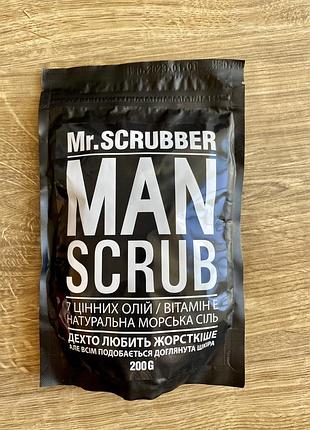 Mr.SCRUBBER
MAN
SCRUB
7 ЦІННИХ ОЛІЙ / ВІТАМІН Е
НАТУРАЛЬНА МОРСЬКА СІЛЬ
ДЕХТО ЛЮБИТЬ ЖОРСТКІШЕ
АЛЕ ВСІМ ПОДОБАЄТЬСЯ ДОГЛЯНУТА ШКІРА
200G